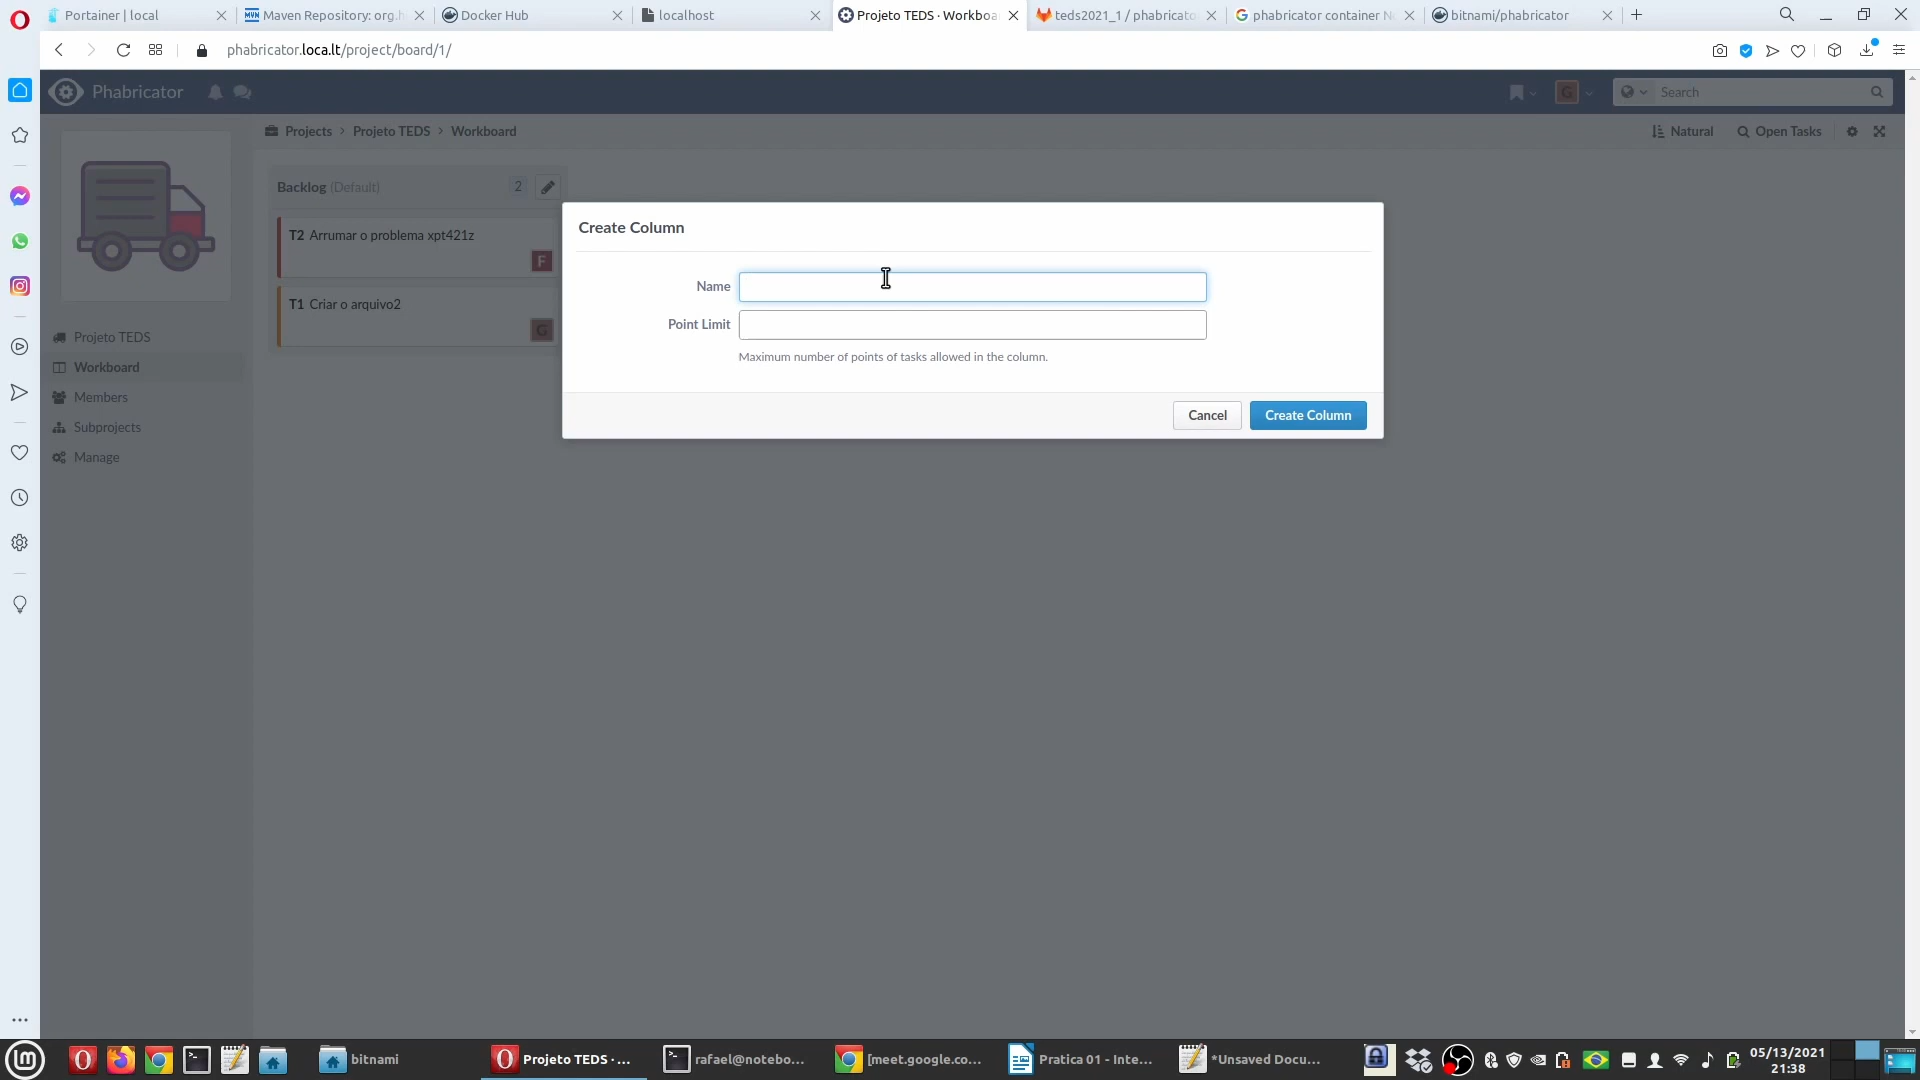 Portainer | local
Maven Repository: org.h
Docker Hub
localhost
Projeto TEDS · Workboa
teds2021_1 / phabricato
phabricator container N
bitnami/phabricator
phabricator.loca.lt/project/board/1/
Phabricator
G
Search
Projects > Projeto TEDS > Workboard
Natural
Open Tasks
Backlog (Default)
2
T2 Arrumar o problema xpt421z
F
T1 Criar o arquivo2
G
Projeto TEDS
Workboard
Members
Subprojects
Manage
Create Column
Name
Point Limit
Maximum number of points of tasks allowed in the column.
Cancel
Create Column
bitnami
Projeto TEDS · ...
rafael@notebo...
[meet.google.co...
Pratica 01 - Inte...
*Unsaved Docu...
05/13/2021
21:38